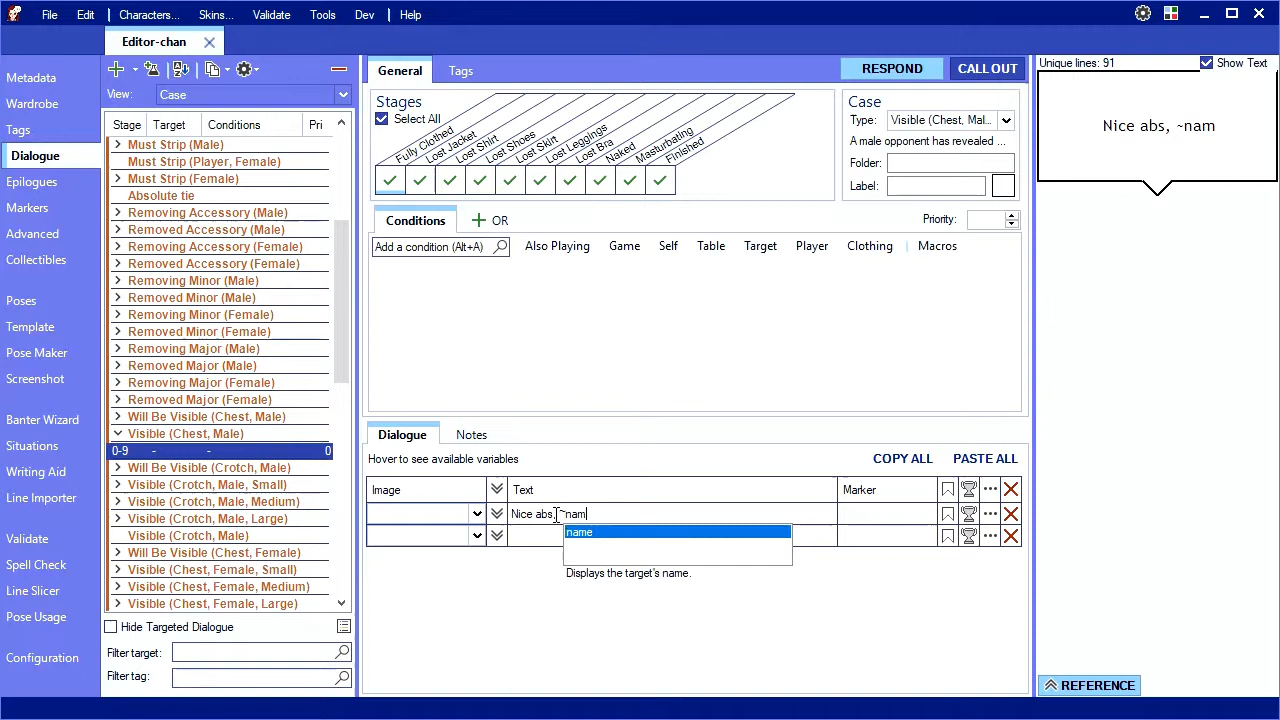 File Edit Characters... Skins... Validate Tools Dev Help
Editor-chan
Metadata
Wardrobe
Tags
Dialogue
Epilogues
Markers
Advanced
Collectibles
Poses
Template
Pose Maker
Screenshot
Banter Wizard
Situations
Writing Aid
Line Importer
Validate
Spell Check
Line Slicer
Pose Usage
Configuration
View: Case
Stage Target Conditions Pri
Must Strip (Male)
Must Strip (Player, Female)
Must Strip (Female)
Absolute tie
Removing Accessory (Male)
Removed Accessory (Male)
Removing Accessory (Female)
Removed Accessory (Female)
Removing Minor (Male)
Removed Minor (Male)
Removing Minor (Female)
Removed Minor (Female)
Removing Major (Male)
Removed Major (Male)
Removing Major (Female)
Removed Major (Female)
Will Be Visible (Chest, Male)
Visible (Chest, Male)
0-9 - - 0
Will Be Visible (Crotch, Male)
Visible (Crotch, Male, Small)
Visible (Crotch, Male, Medium)
Visible (Crotch, Male, Large)
Visible (Crotch, Male)
Will Be Visible (Chest, Female)
Visible (Chest, Female, Small)
Visible (Chest, Female, Medium)
Visible (Chest, Female, Large)
Hide Targeted Dialogue
Filter target:
Filter tag:
General Tags RESPOND CALL OUT
Stages
Select All
Fully Clothed
Lost Jacket
Lost Shirt
Lost Shoes
Lost Skirt
Lost Leggings
Lost Bra
Naked
Masturbating
Finished
Case
Type: Visible (Chest, Mal...
A male opponent has revealed ...
Folder:
Label:
Conditions OR Priority:
Add a condition (Alt+A) Also Playing Game Self Table Target Player Clothing Macros
Dialogue Notes
Hover to see available variables COPY ALL PASTE ALL
Image Text Marker
Nice abs, ~nam
name
Displays the target's name.
Unique lines: 91 Show Text
Nice abs, ~nam
REFERENCE